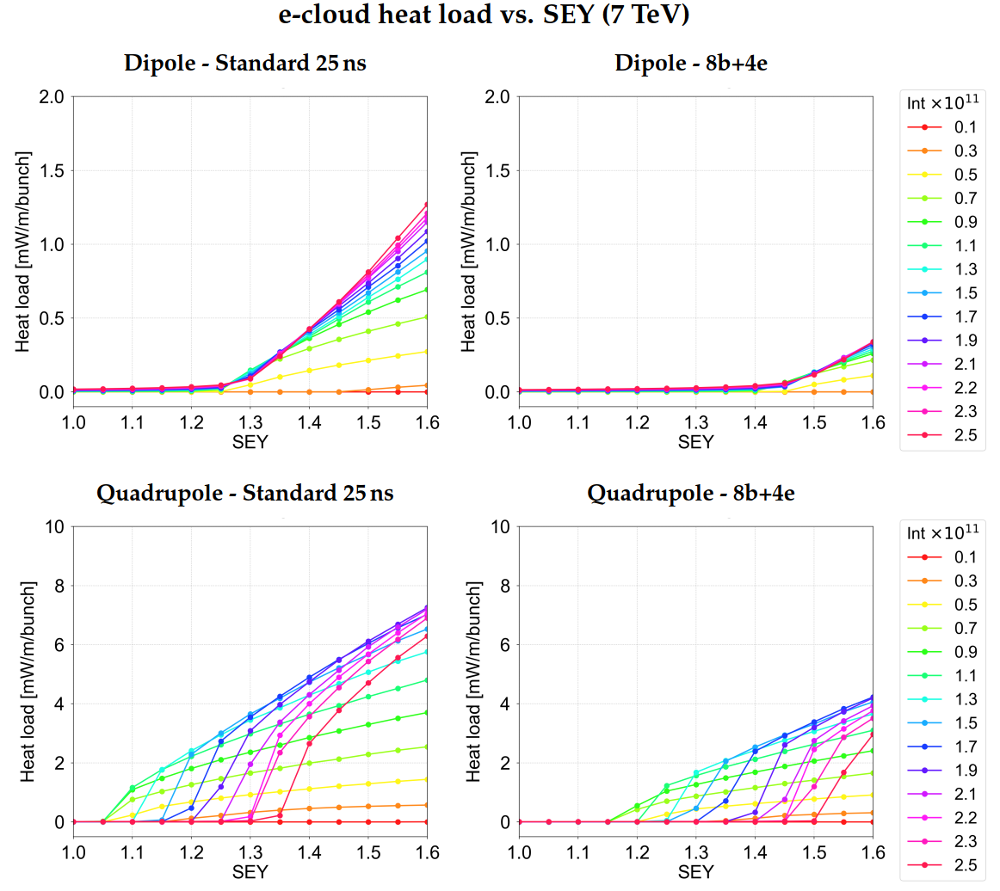 e-cloud heat load vs. SEY (7 TeV)
Dipole - Standard 25 ns
Heat load [mW/m/bunch]
2.0
1.5
1.0
0.5
0.0
1.0 1.1 1.2 1.3 1.4 1.5 1.6
SEY
Dipole - 8b+4e
Heat load [mW/m/bunch]
2.0
1.5
1.0
0.5
0.0
1.0 1.1 1.2 1.3 1.4 1.5 1.6
SEY
Int ×10¹¹
0.1
0.3
0.5
0.7
0.9
1.1
1.3
1.5
1.7
1.9
2.1
2.2
2.3
2.5
Quadrupole - Standard 25 ns
Heat load [mW/m/bunch]
10
8
6
4
2
0
1.0 1.1 1.2 1.3 1.4 1.5 1.6
SEY
Quadrupole - 8b+4e
Heat load [mW/m/bunch]
10
8
6
4
2
0
1.0 1.1 1.2 1.3 1.4 1.5 1.6
SEY
Int ×10¹¹
0.1
0.3
0.5
0.7
0.9
1.1
1.3
1.5
1.7
1.9
2.1
2.2
2.3
2.5